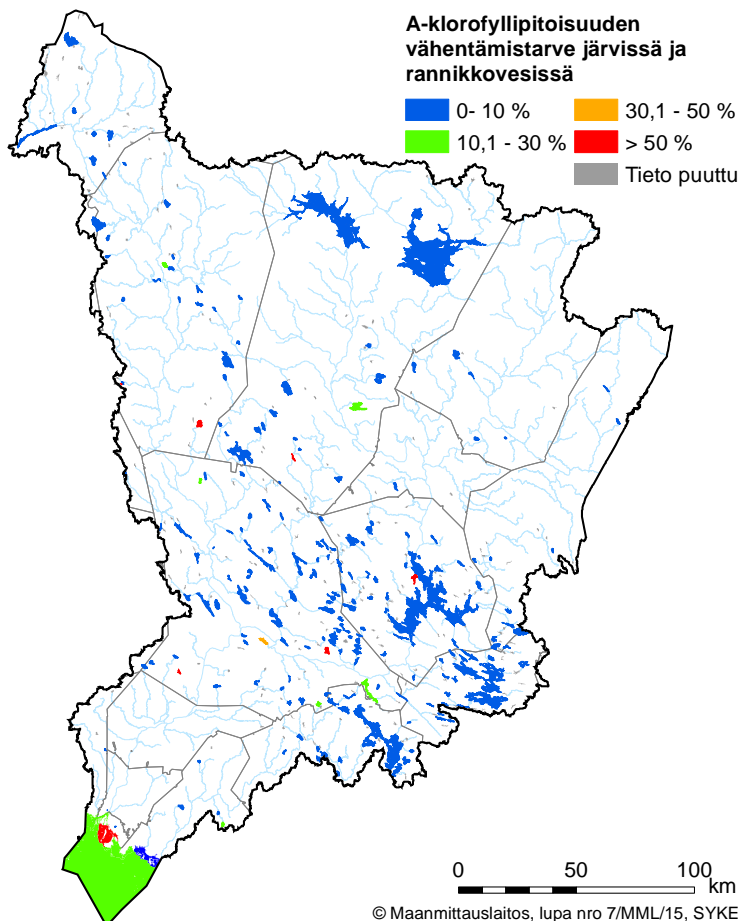 A-klorofyllipitoisuuden
vähentämistarve järvissä ja
rannikkovesissä
0- 10 %
30,1 - 50 %
10,1 - 30 %
> 50 %
Tieto puuttu
0
50
100
km
© Maanmittauslaitos, lupa nro 7/MML/15, SYKE